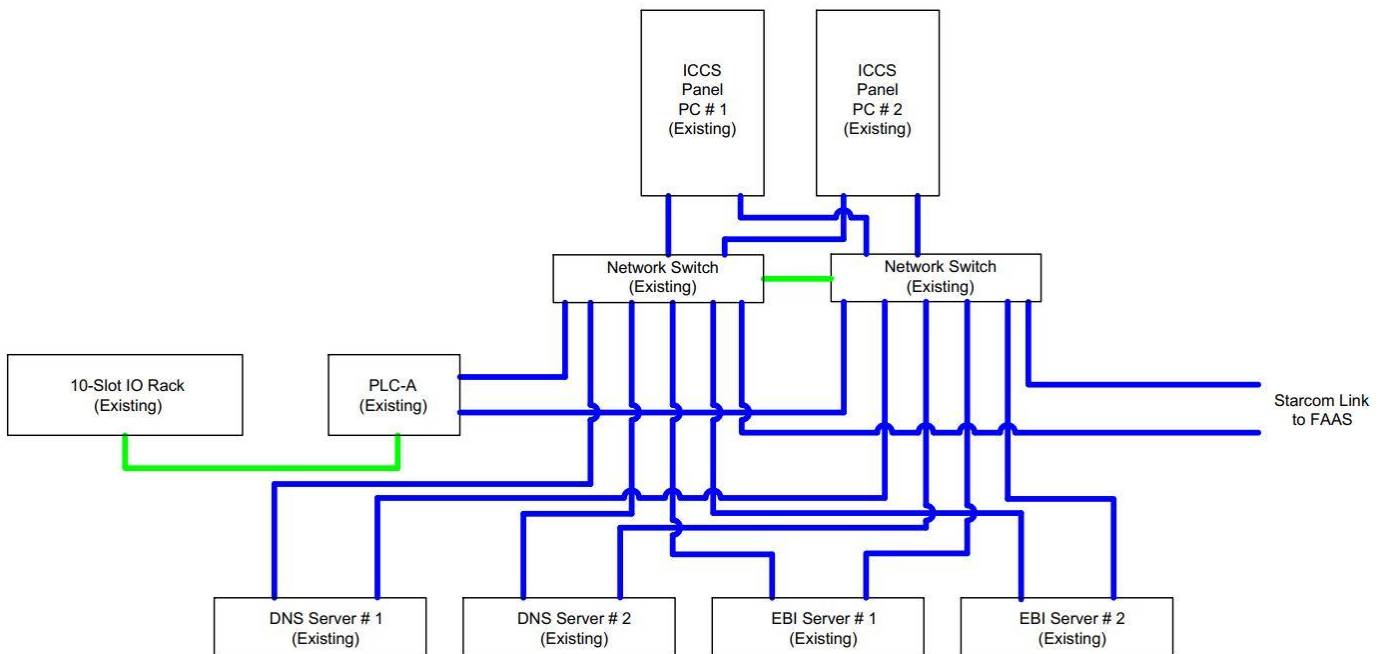 ICCS
Panel
PC # 1
(Existing)
ICCS
Panel
PC # 2
(Existing)
Network Switch
(Existing)
Network Switch
(Existing)
10-Slot IO Rack
(Existing)
PLC-A
(Existing)
Starcom Link
to FAAS
DNS Server # 1
(Existing)
DNS Server # 2
(Existing)
EBI Server # 1
(Existing)
EBI Server # 2
(Existing)